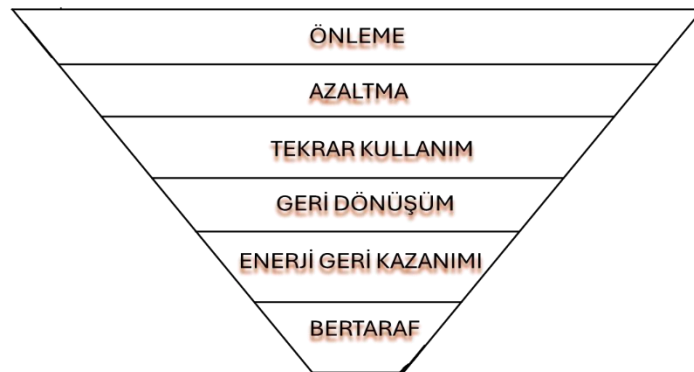 ÖNLEME
AZALTMA
TEKRAR KULLANIM
GERİ DÖNÜŞÜM
ENERJİ GERİ KAZANIMI
BERTARAF